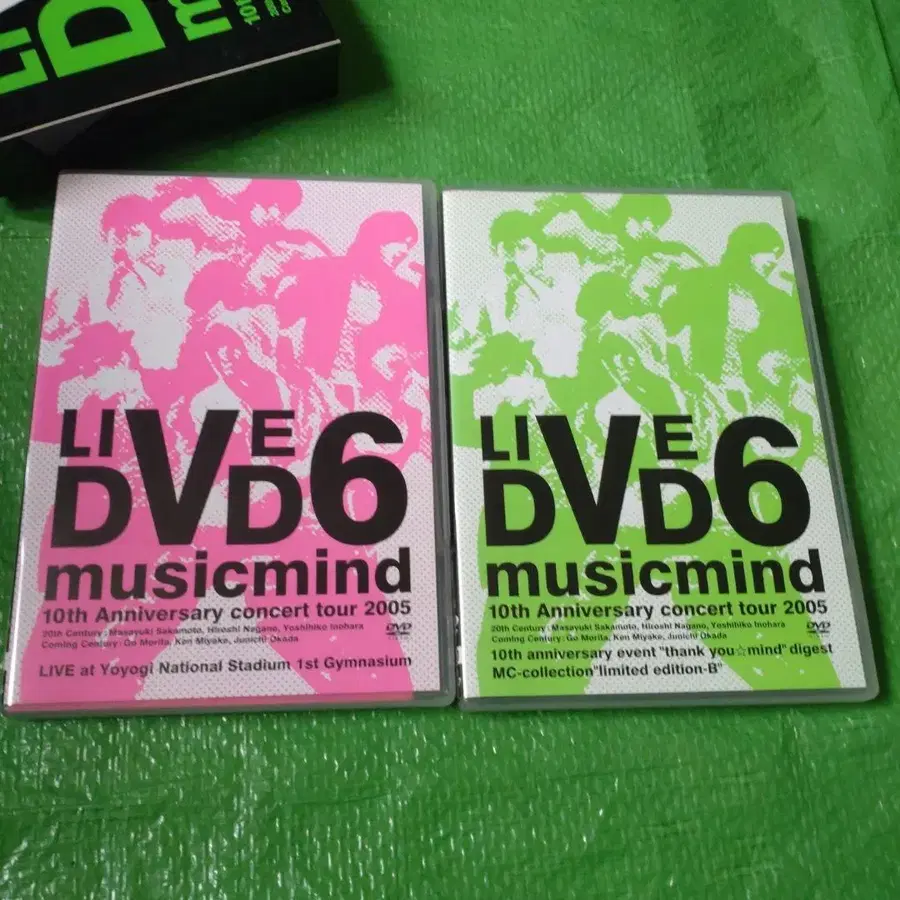 LIVE
DVD6
musicmind
10th Anniversary concert tour 2005
20th Century : Masayuki Sakamoto, Hiroshi Nagano, Yoshihiko Inohara
Coming Century : Go Morita, Ken Miyake, Junichi Okada
DVD
LIVE at Yoyogi National Stadium 1st Gymnasium
LIVE
DVD6
musicmind
10th Anniversary concert tour 2005
20th Century : Masayuki Sakamoto, Hiroshi Nagano, Yoshihiko Inohara
Coming Century : Go Morita, Ken Miyake, Junichi Okada
DVD
10th anniversary event "thank you☆mind" digest
MC-collection"limited edition-B"